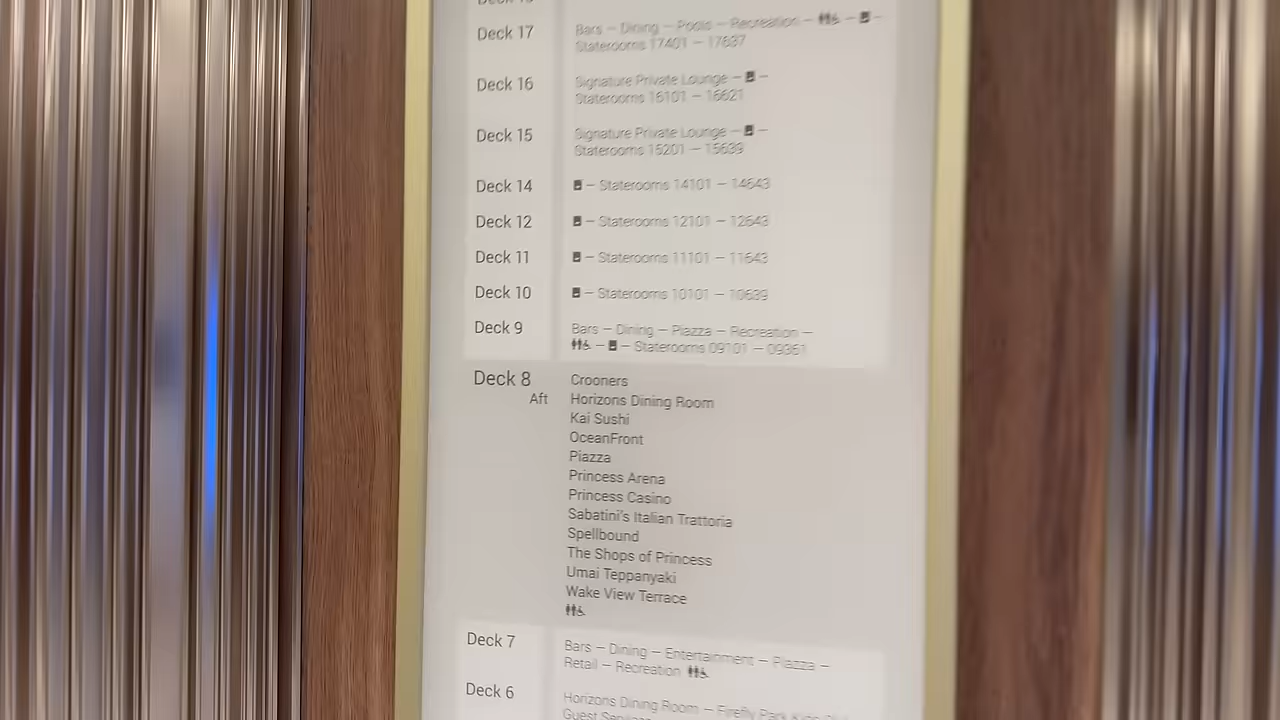 Deck 17
Bars – Dining – Pools – Recreation –
Staterooms 17401 – 17637
Deck 16
Signature Private Lounge –
Staterooms 16101 – 16621
Deck 15
Signature Private Lounge –
Staterooms 15201 – 15639
Deck 14
– Staterooms 14101 – 14643
Deck 12
– Staterooms 12101 – 12643
Deck 11
– Staterooms 11101 – 11643
Deck 10
– Staterooms 10101 – 10639
Deck 9
Bars – Dining – Piazza – Recreation –
– Staterooms 09101 – 09361
Deck 8
Aft
Crooners
Horizons Dining Room
Kai Sushi
OceanFront
Piazza
Princess Arena
Princess Casino
Sabatini's Italian Trattoria
Spellbound
The Shops of Princess
Umai Teppanyaki
Wake View Terrace
Deck 7
Bars – Dining – Entertainment – Piazza –
Retail – Recreation
Deck 6
Horizons Dining Room – Firefly Park
Guest Services